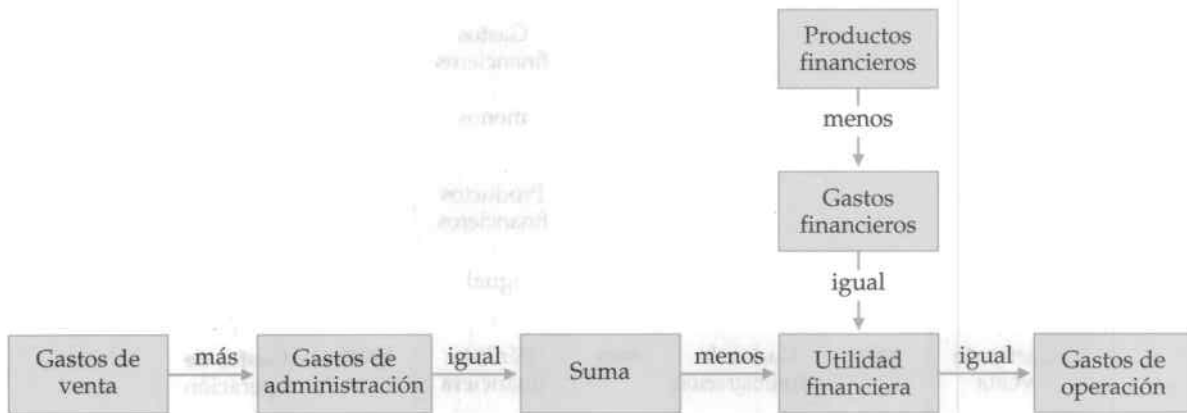 Productos
financieros
menos
Gastos
financieros
igual
Gastos de
venta
más
Gastos de
administración
igual
Suma
menos
Utilidad
financiera
igual
Gastos de
operación